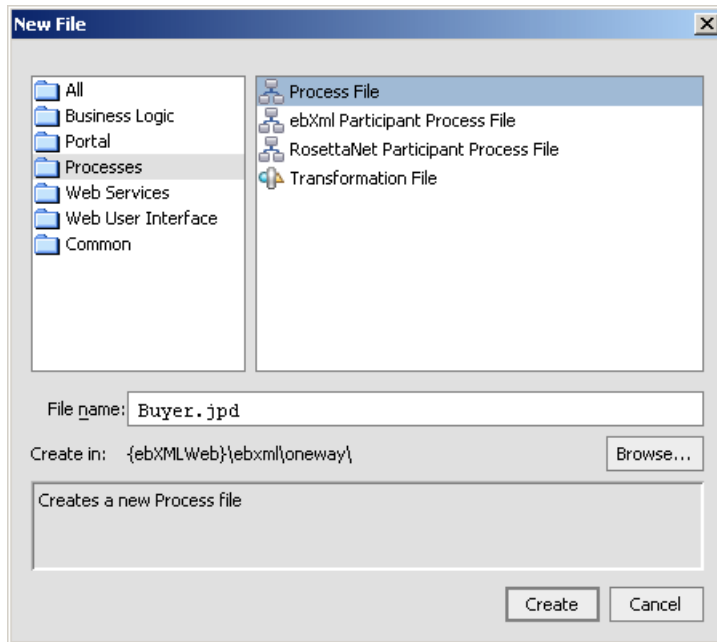 New File
All
Business Logic
Portal
Processes
Web Services
Web User Interface
Common
Process File
ebXml Participant Process File
RosettaNet Participant Process File
Transformation File
File name: Buyer.jpd
Create in: {ebXMLWeb}\ebxml\oneway\ Browse...
Creates a new Process file
Create Cancel